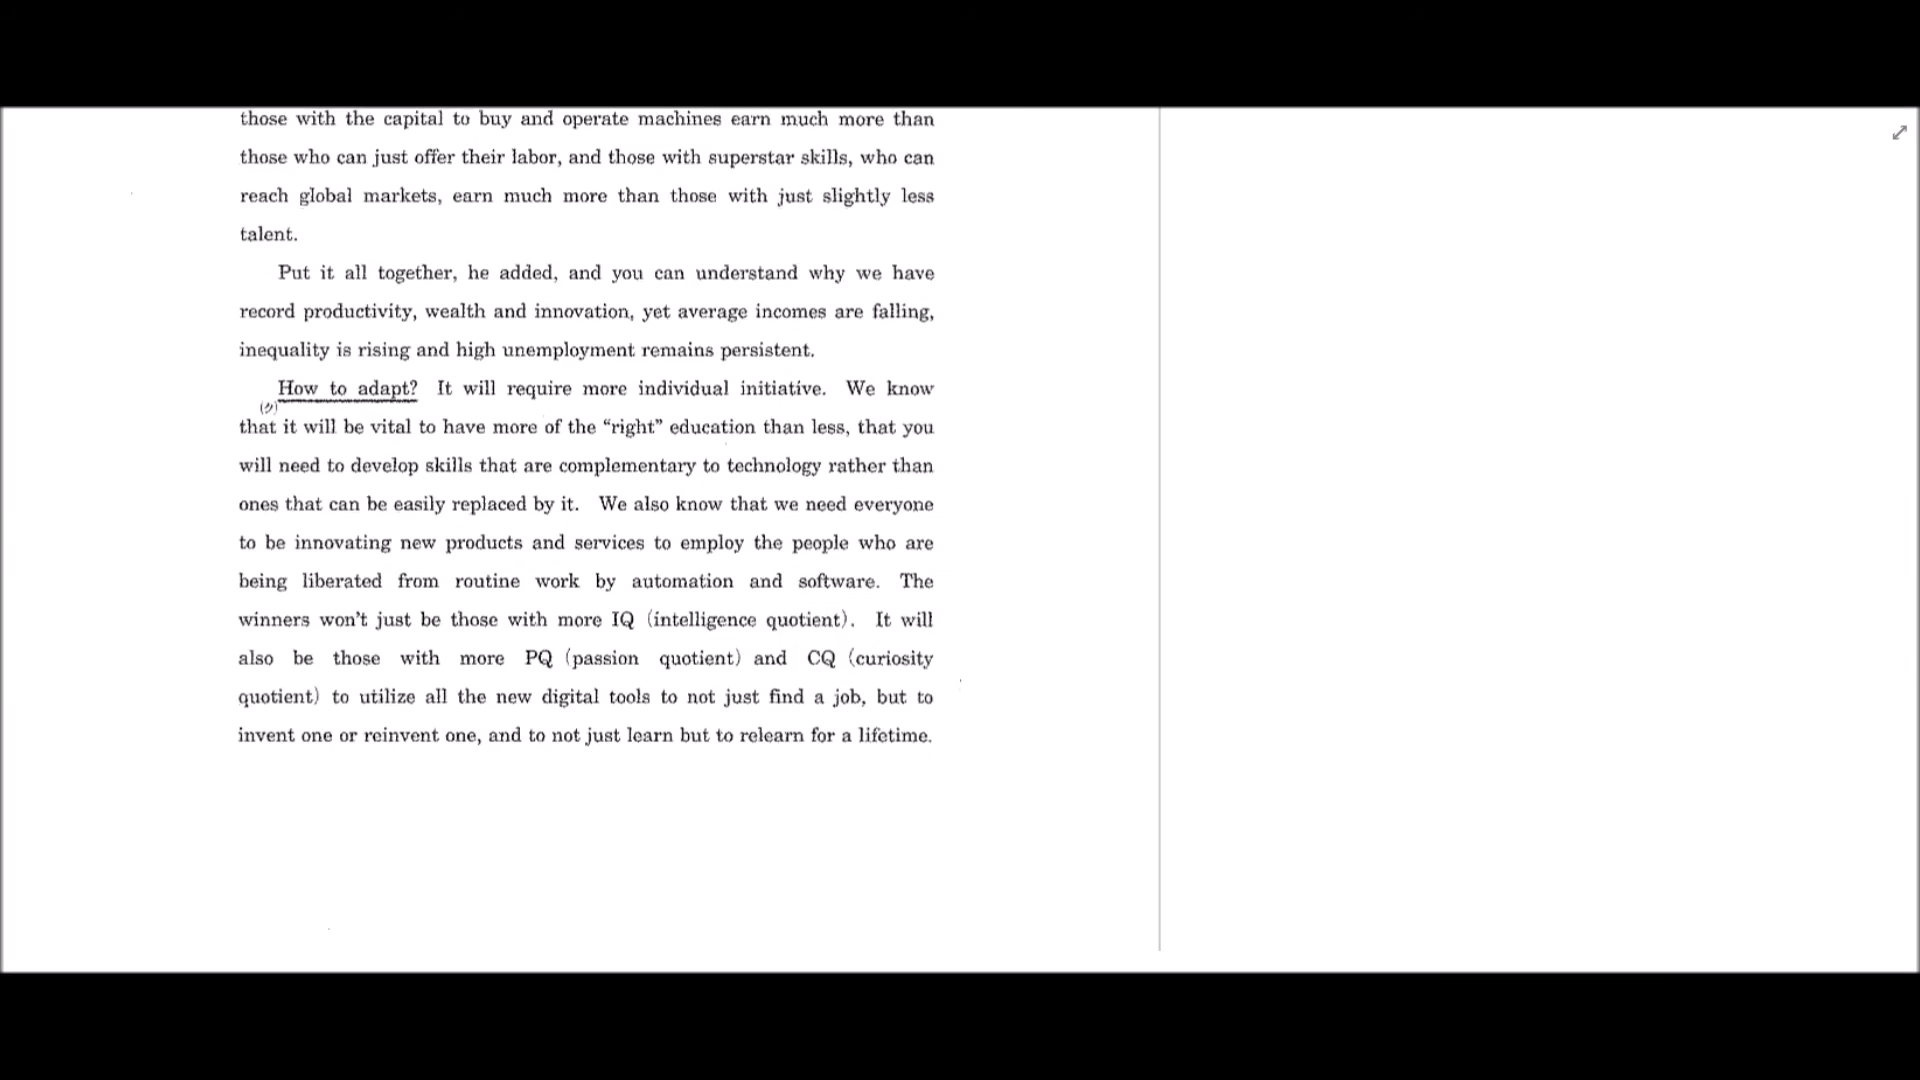 those with the capital to buy and operate machines earn much more than
those who can just offer their labor, and those with superstar skills, who can
reach global markets, earn much more than those with just slightly less
talent.
Put it all together, he added, and you can understand why we have
record productivity, wealth and innovation, yet average incomes are falling,
inequality is rising and high unemployment remains persistent.
How to adapt? It will require more individual initiative. We know
that it will be vital to have more of the “right” education than less, that you
will need to develop skills that are complementary to technology rather than
ones that can be easily replaced by it. We also know that we need everyone
to be innovating new products and services to employ the people who are
being liberated from routine work by automation and software. The
winners won't just be those with more IQ (intelligence quotient). It will
also be those with more PQ (passion quotient) and CQ (curiosity
quotient) to utilize all the new digital tools to not just find a job, but to
invent one or reinvent one, and to not just learn but to relearn for a lifetime.